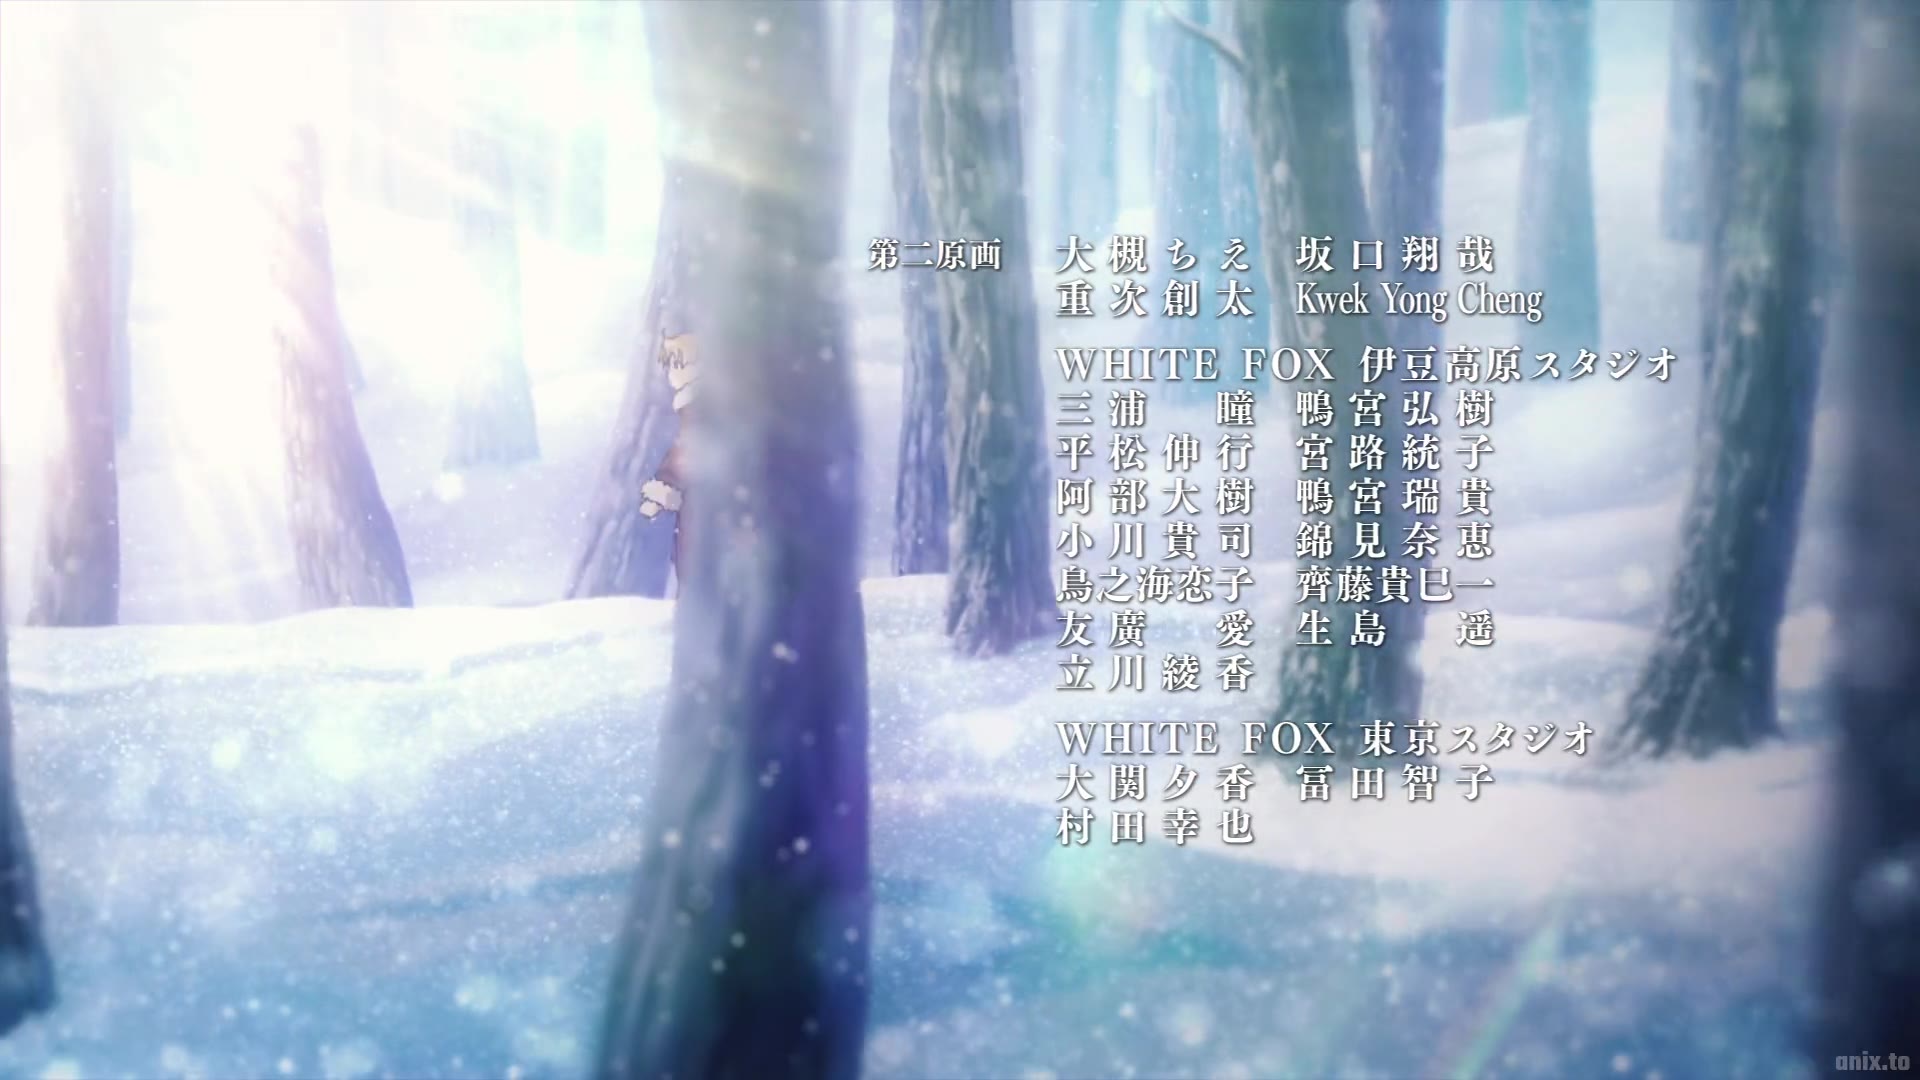 第二原画 大槻ちえ 坂口翔哉
重次創太 Kwek Yong Cheng
WHITE FOX 伊豆高原スタジオ
三浦 瞳 鴨宮弘樹
平松伸行 宮路統子
阿部大樹 鴨宮瑞貴
小川貴司 錦見奈恵
鳥之海恋子 齊藤貴巳一
友廣 愛 生島 遥
立川綾香
WHITE FOX 東京スタジオ
大関夕香 冨田智子
村田幸也
anix.to